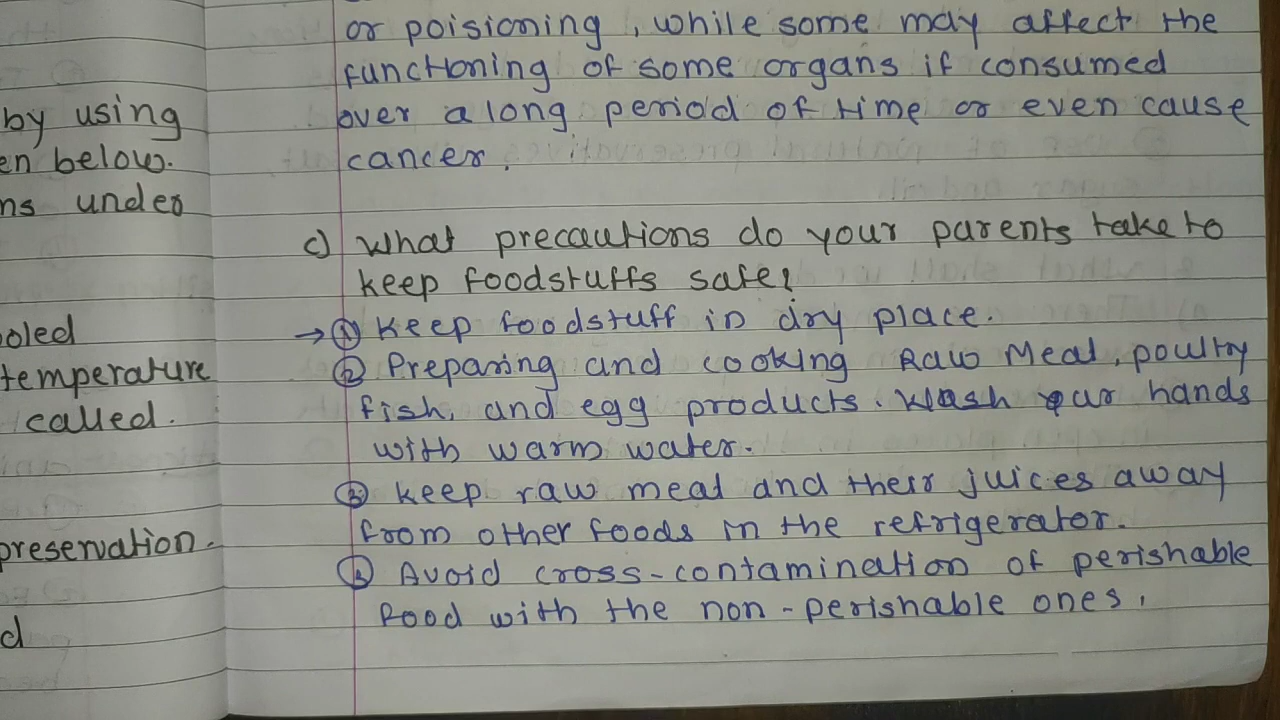 by using
en below.
ns under
ooled
temperature
called.
preservation.
d
or poisioning, while some may affect the
functioning of some organs if consumed
over a long period of time or even cause
cancer.
c) What precautions do your parents take to
keep foodstuffs safe?
→ ① Keep foodstuff in dry place.
② Preparing and cooking Raw Meat, poultry
fish, and egg products. Wash our hands
with warm water.
③ keep raw meat and their juices away
from other foods in the refrigerator.
④ Avoid cross-contamination of perishable
food with the non-perishable ones,